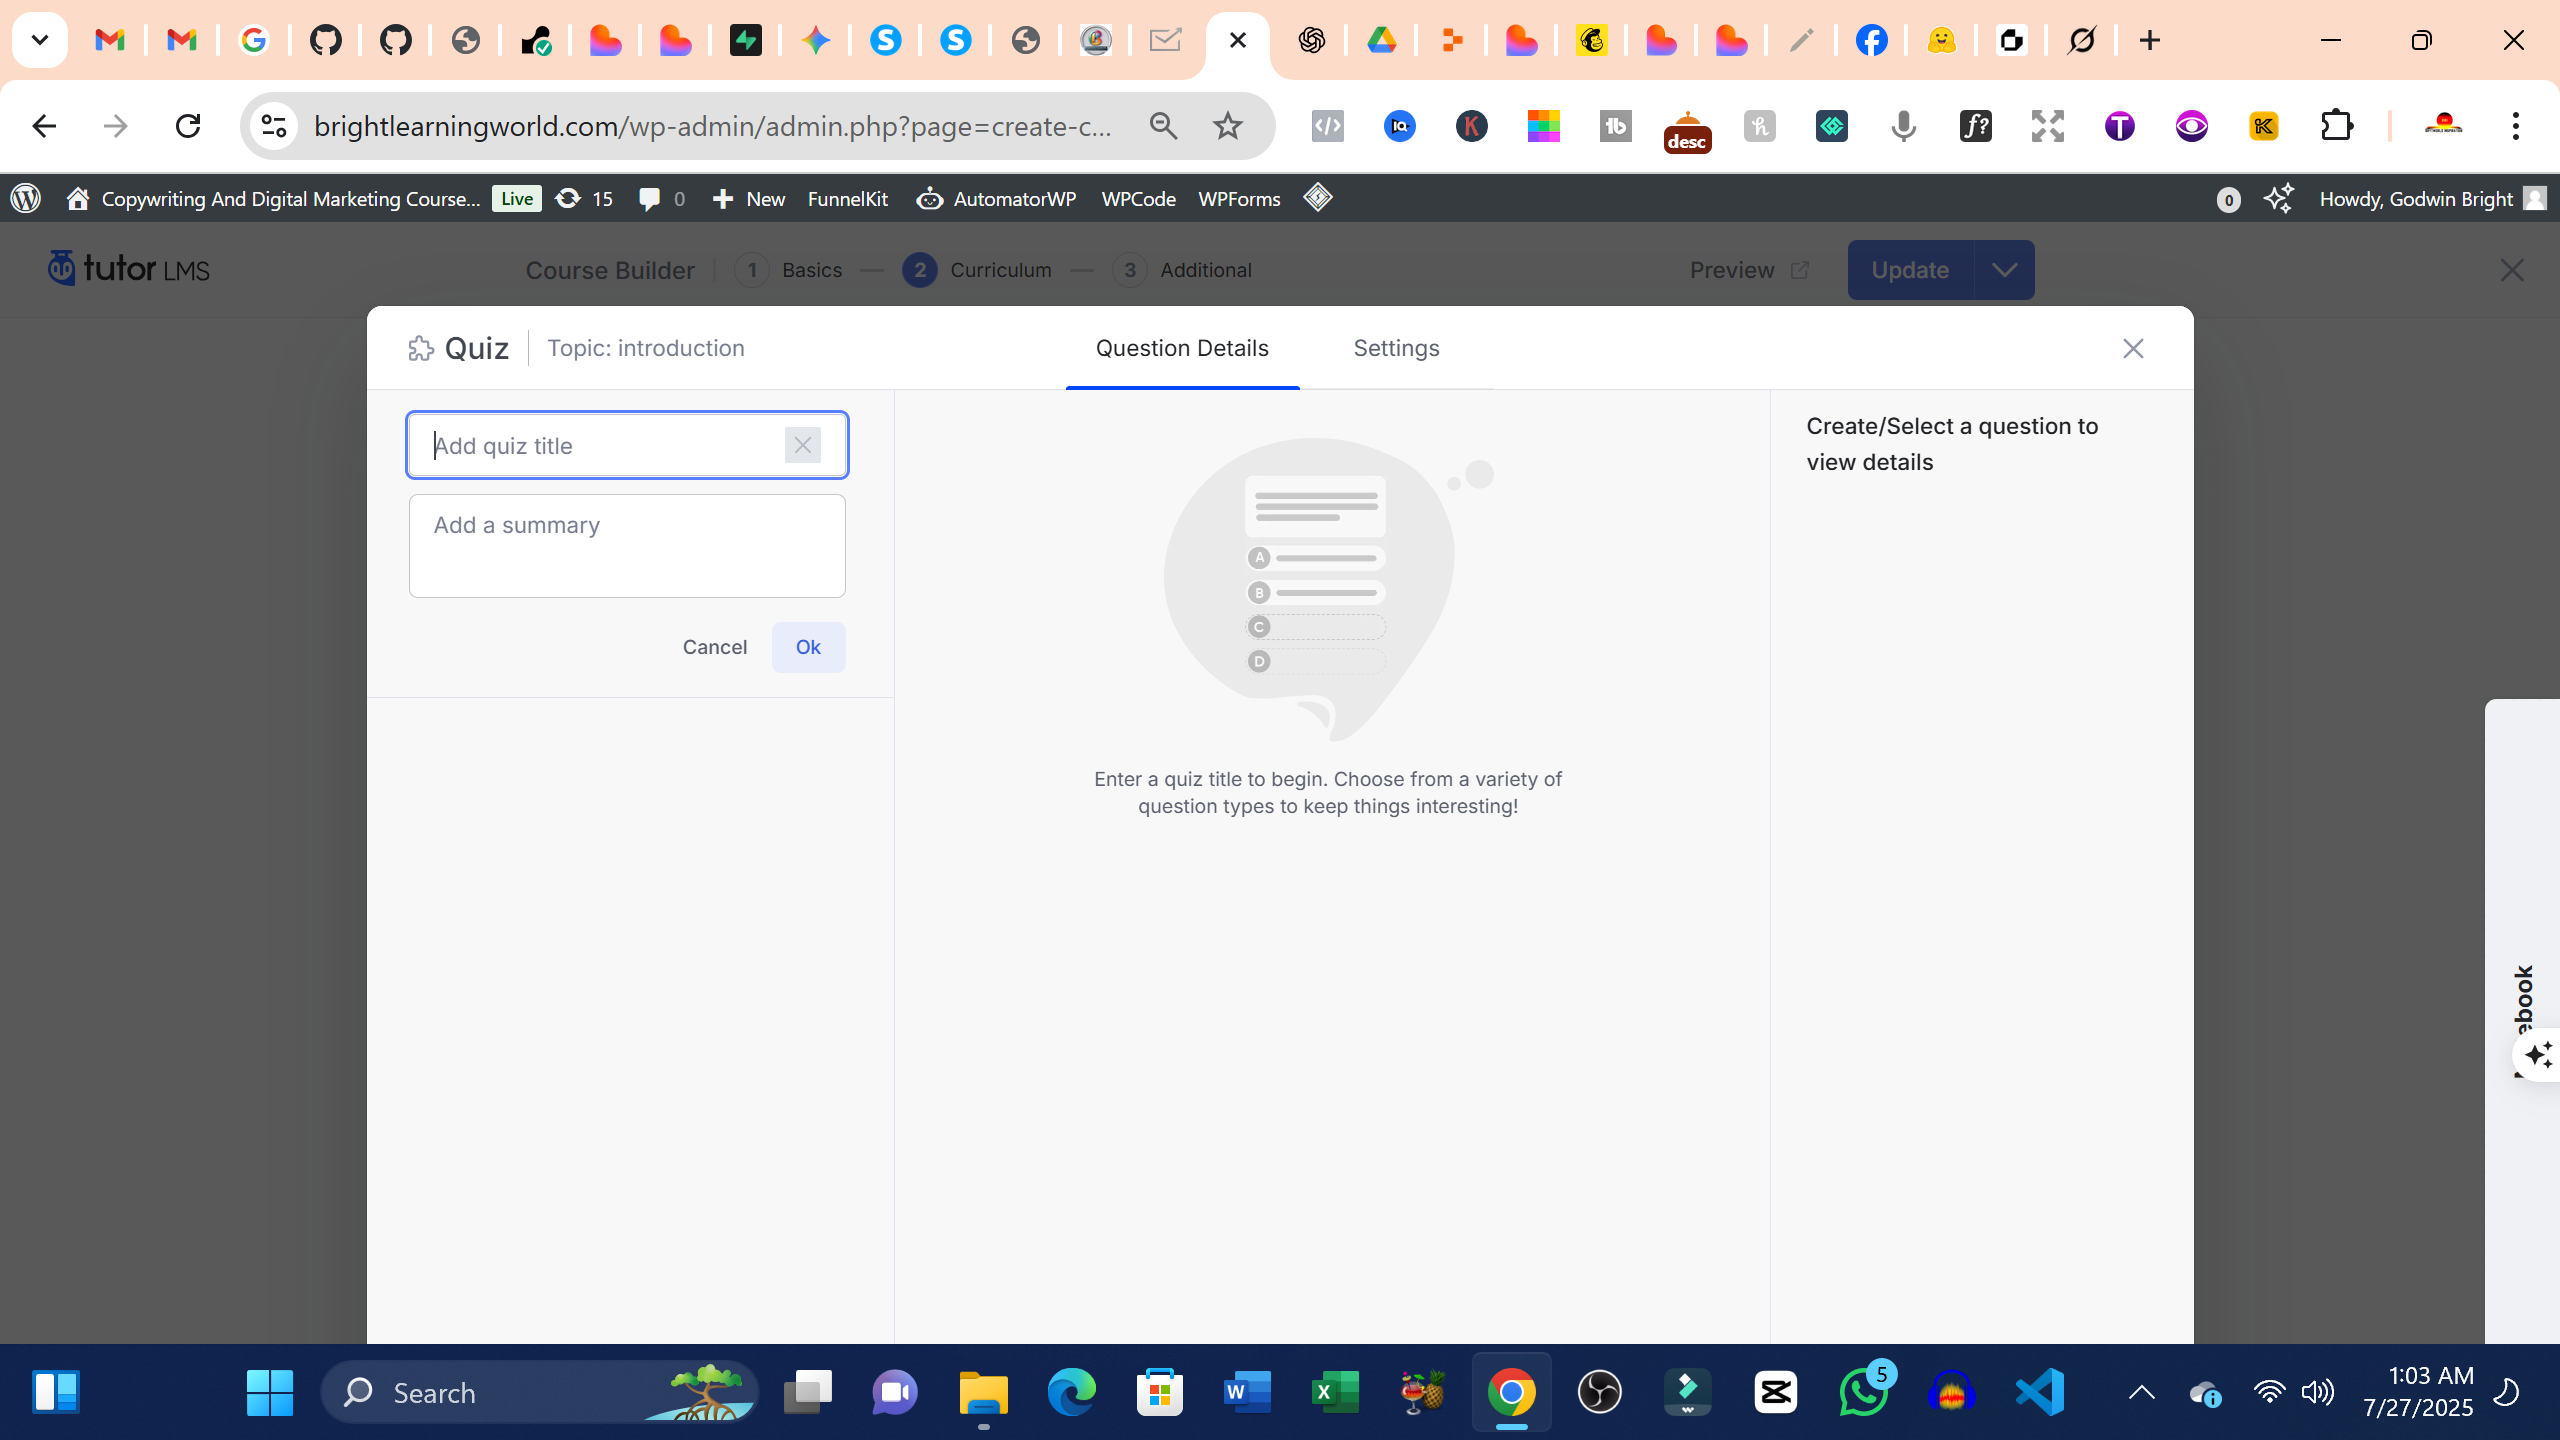 brightlearningworld.com/wp-admin/admin.php?page=create-c...
desc
Copywriting And Digital Marketing Course... Live 15 0 New FunnelKit AutomatorWP WPCode WPForms 0 Howdy, Godwin Bright
tutor LMS Course Builder 1 Basics 2 Curriculum 3 Additional Preview Update
Quiz Topic: introduction Question Details Settings
Add quiz title
Add a summary
Cancel Ok
A
B
C
D
Enter a quiz title to begin. Choose from a variety of
question types to keep things interesting!
Create/Select a question to
view details
Search
5
1:03 AM
7/27/2025